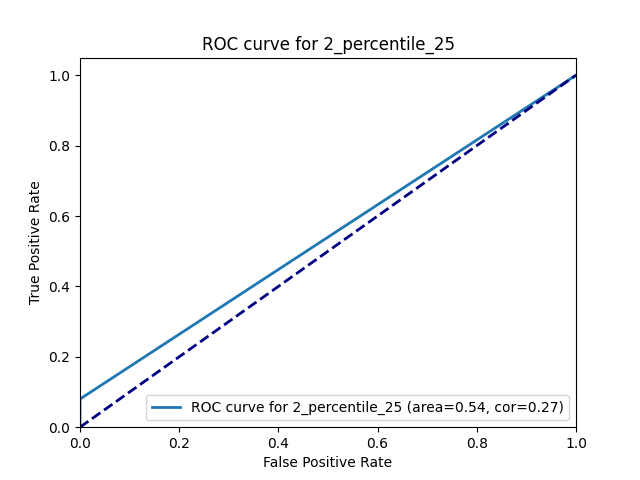 ROC curve for 2_percentile_25
True Positive Rate
1.0
0.8
0.6
0.4
0.2
0.0
ROC curve for 2_percentile_25 (area=0.54, cor=0.27)
0.0 0.2 0.4 0.6 0.8 1.0
False Positive Rate